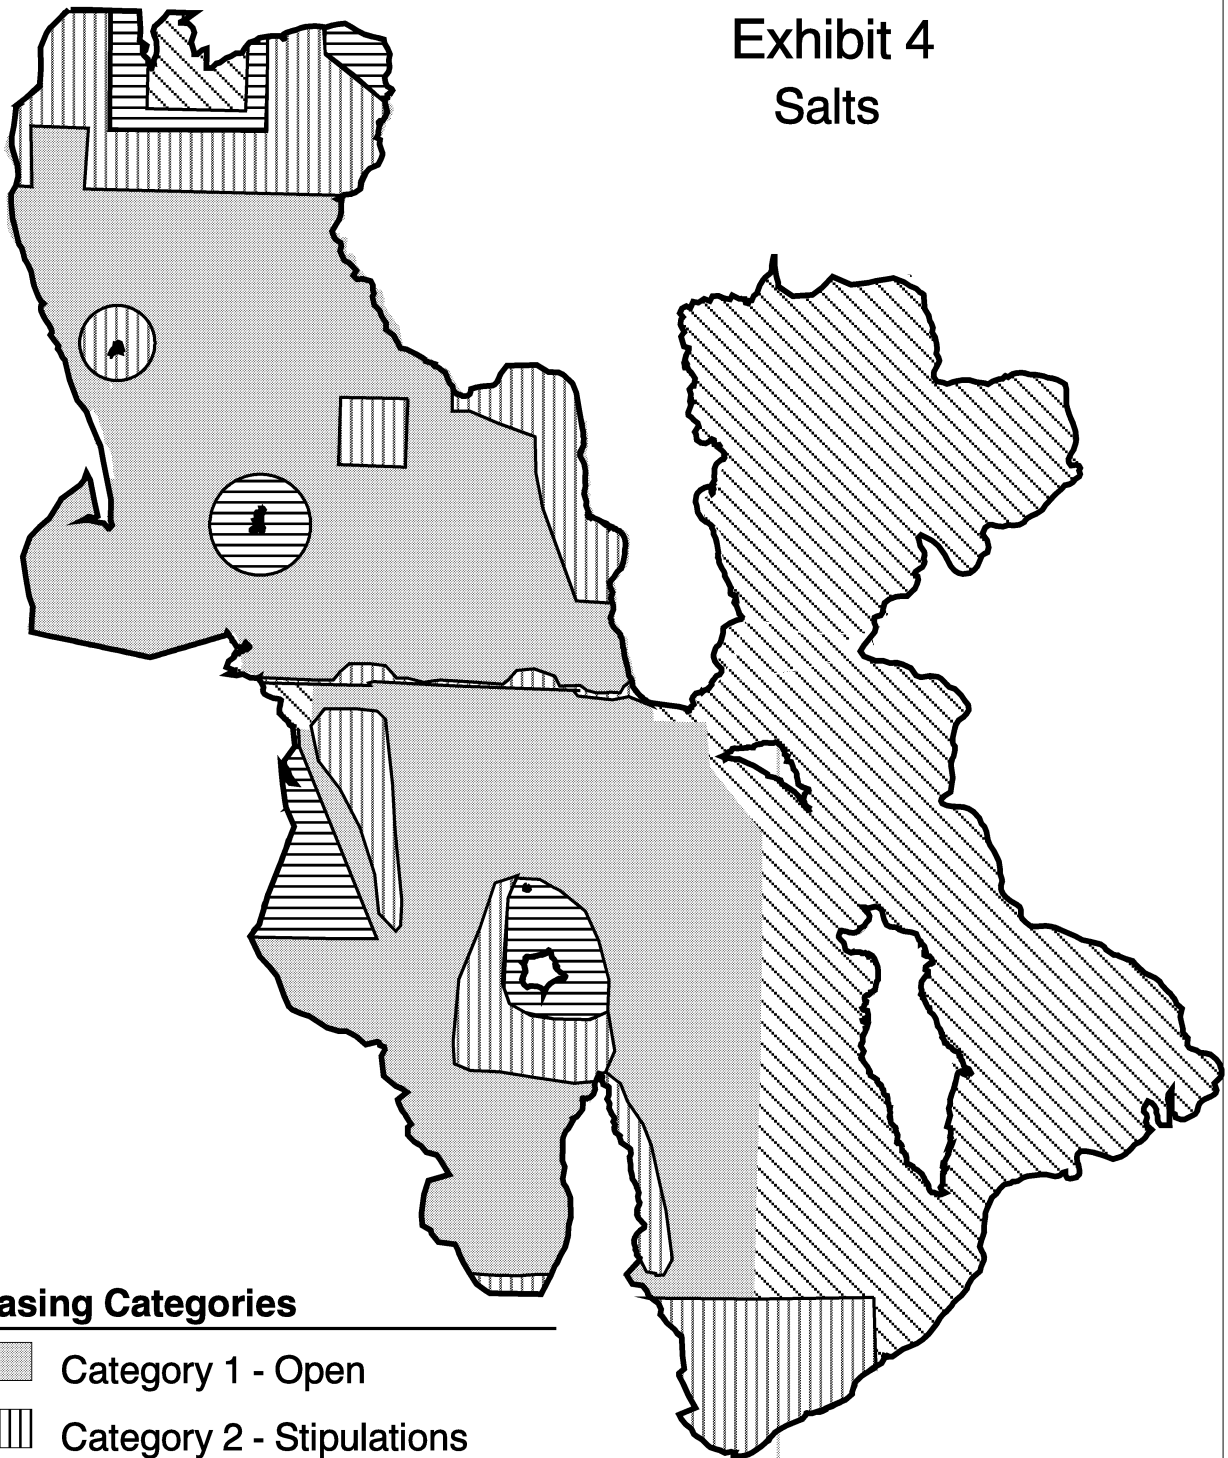 Exhibit 4
Salts
asing Categories
Category 1 - Open
Category 2 - Stipulations